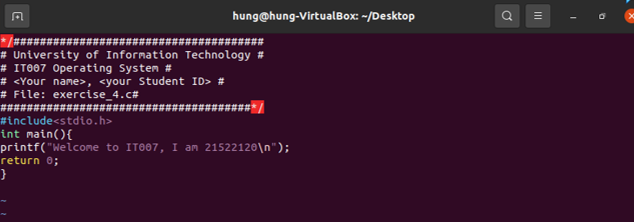 hung@hung-VirtualBox: ~/Desktop
*/######################################
# University of Information Technology #
# IT007 Operating System #
# <Your name>, <your Student ID> #
# File: exercise_4.c#
######################################*/
#include<stdio.h>
int main(){
printf("Welcome to IT007, I am 21522120\n");
return 0;
}
~
~